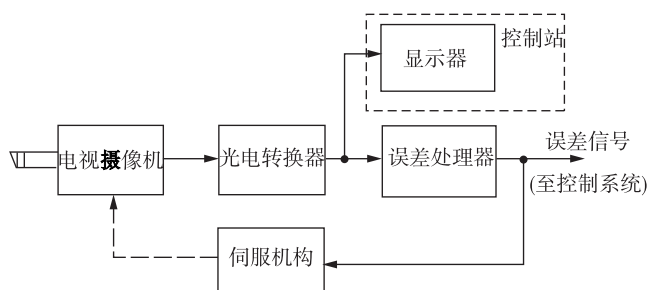 控制站
显示器
电视摄像机
光电转换器
误差处理器
误差信号
(至控制系统)
伺服机构